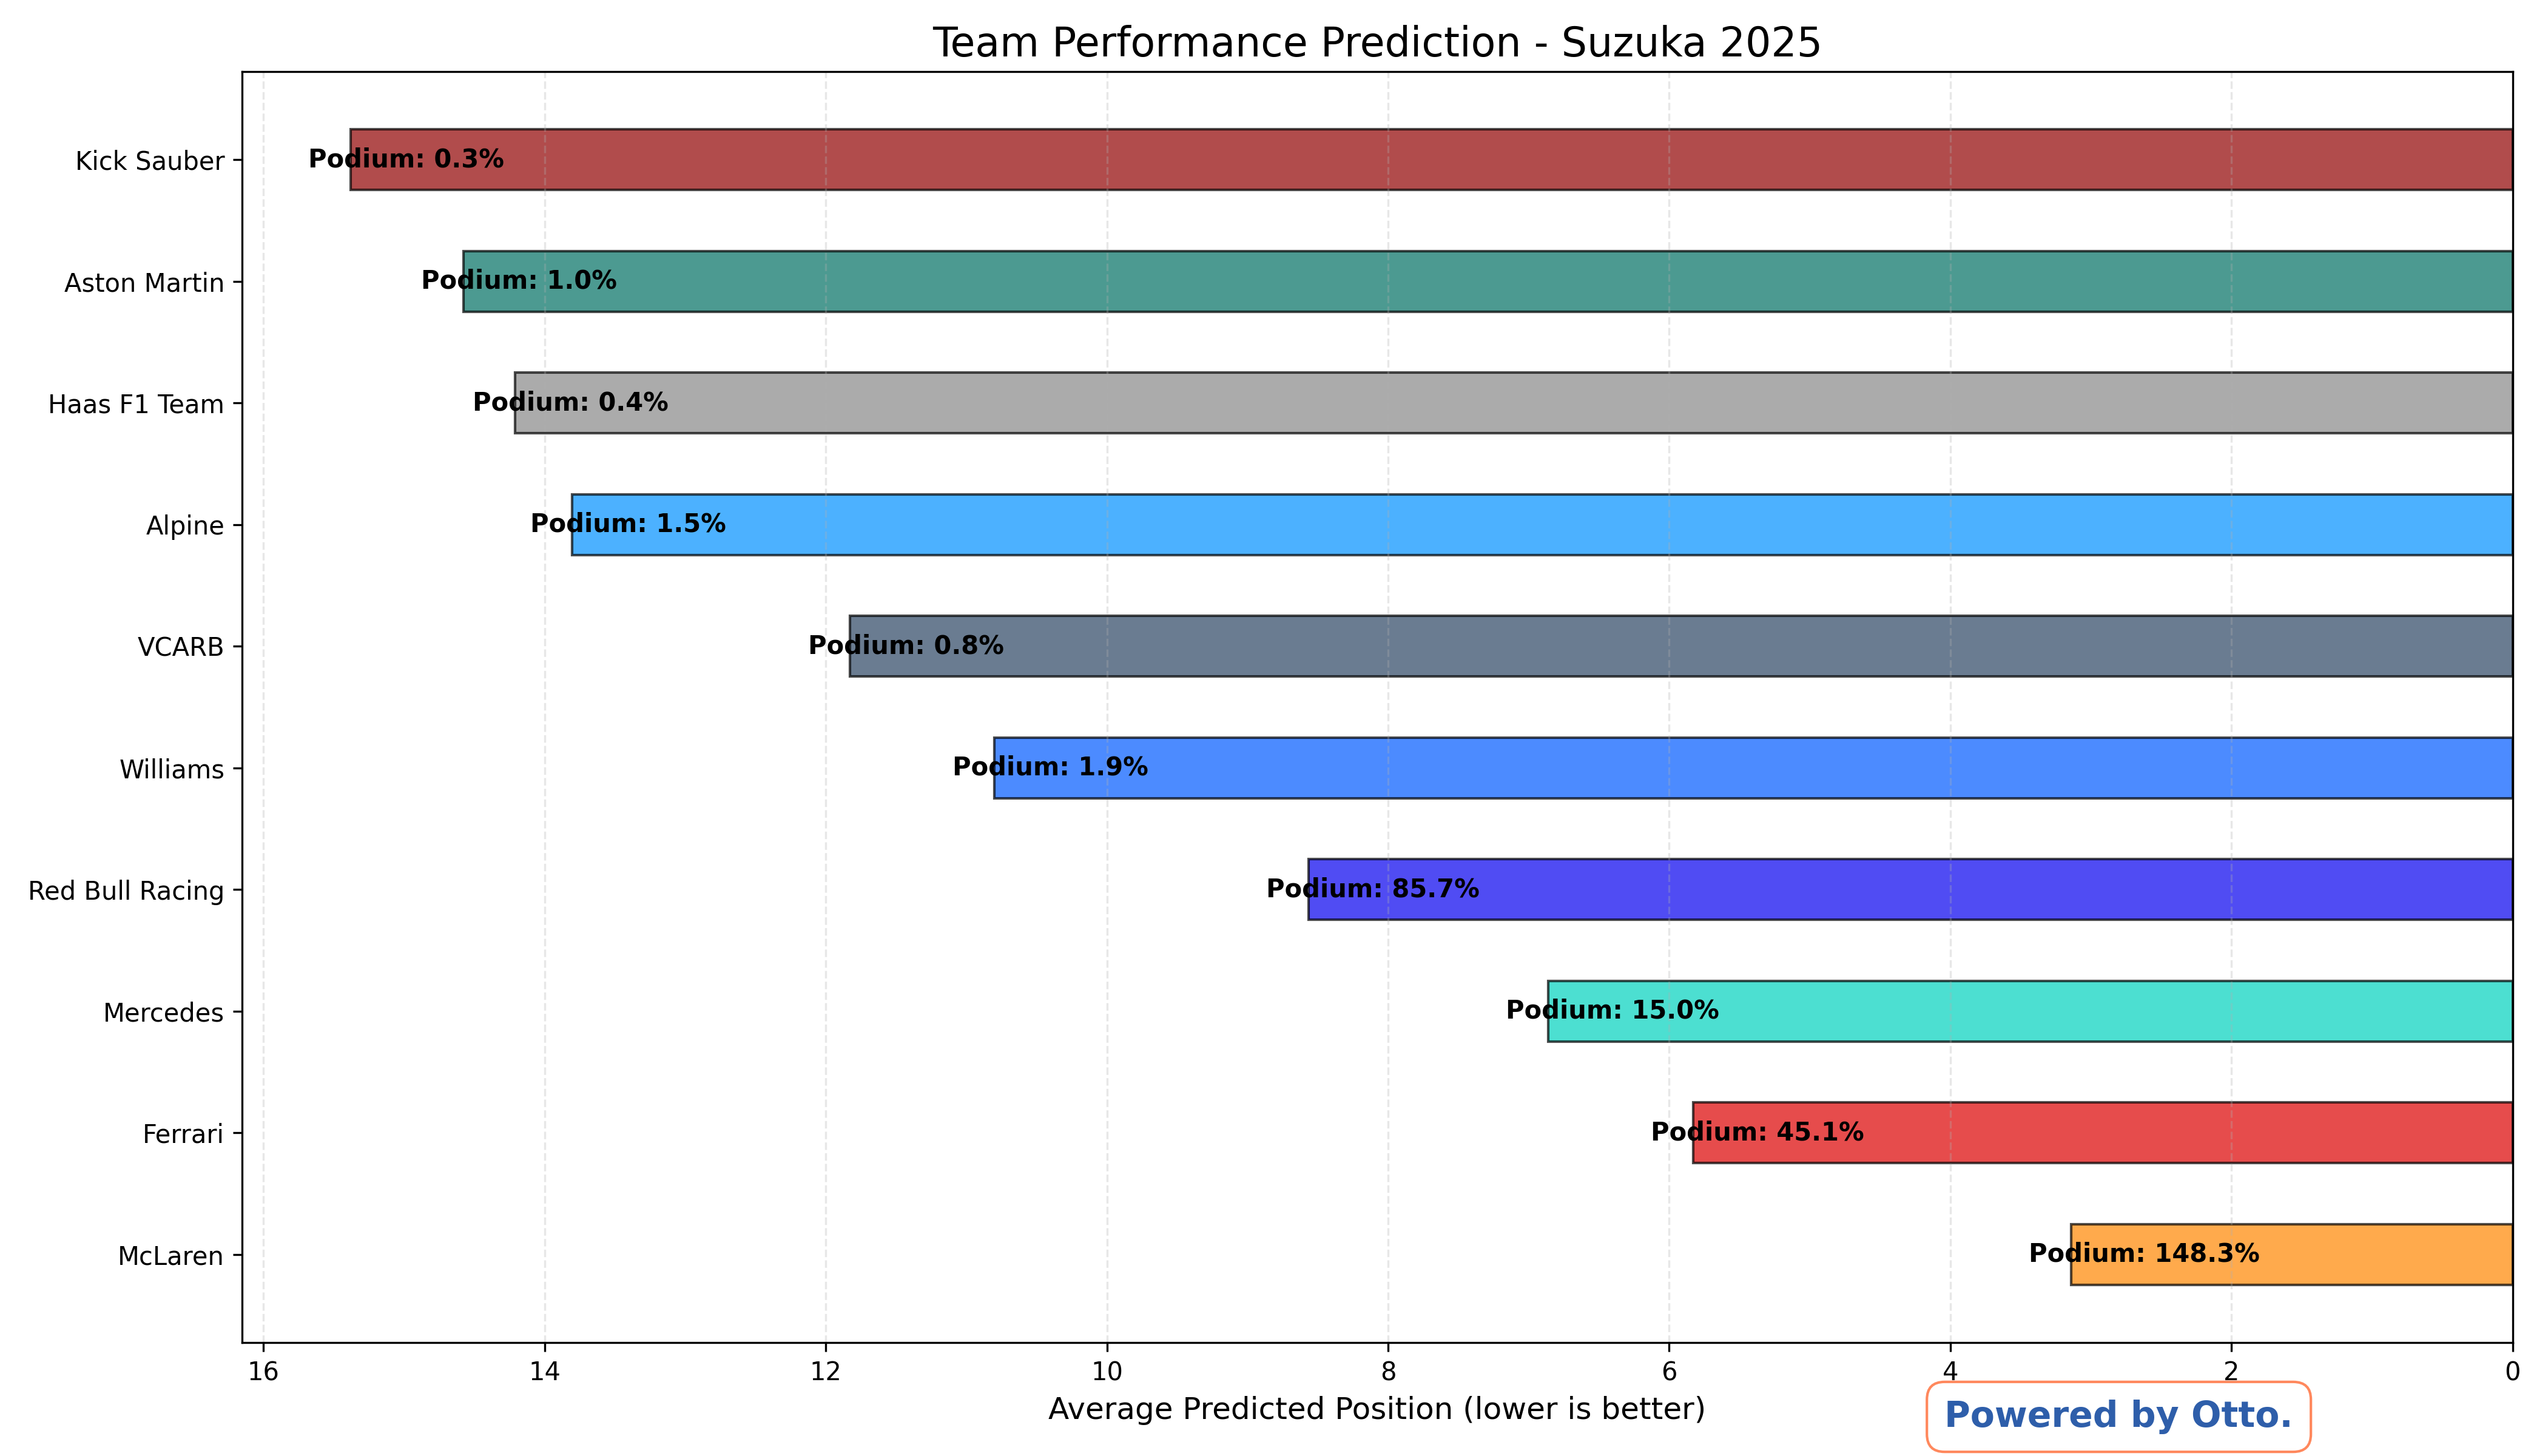 Team Performance Prediction - Suzuka 2025
Kick Sauber
Podium: 0.3%
Aston Martin
Podium: 1.0%
Haas F1 Team
Podium: 0.4%
Alpine
Podium: 1.5%
VCARB
Podium: 0.8%
Williams
Podium: 1.9%
Red Bull Racing
Podium: 85.7%
Mercedes
Podium: 15.0%
Ferrari
Podium: 45.1%
McLaren
Podium: 148.3%
16 14 12 10 8 6 4 2 0
Average Predicted Position (lower is better)
Powered by Otto.